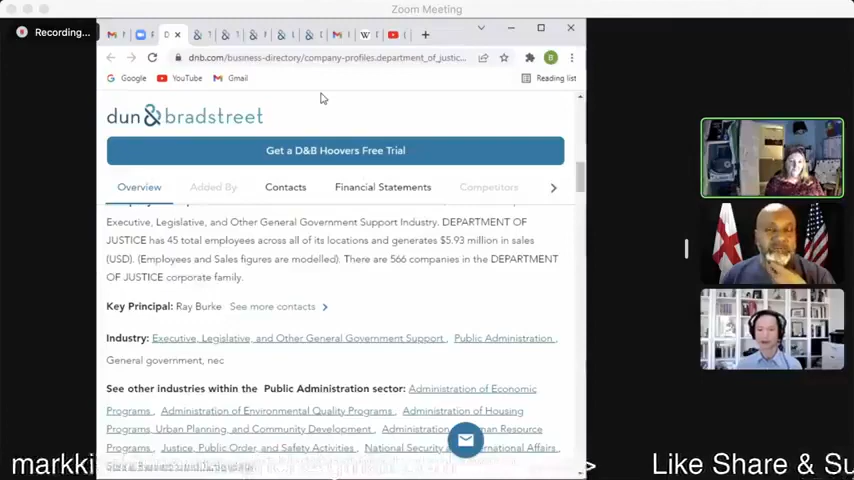 Zoom Meeting
Recording...
dnb.com/business-directory/company-profiles.department_of_justic...
Google YouTube Gmail Reading list
dun & bradstreet
Get a D&B Hoovers Free Trial
Overview Added By Contacts Financial Statements Competitors
Executive, Legislative, and Other General Government Support Industry. DEPARTMENT OF
JUSTICE has 45 total employees across all of its locations and generates $5.93 million in sales
(USD). (Employees and Sales figures are modelled). There are 566 companies in the DEPARTMENT
OF JUSTICE corporate family.
Key Principal: Ray Burke See more contacts
Industry: Executive, Legislative, and Other General Government Support , Public Administration ,
General government, nec
See other industries within the Public Administration sector: Administration of Economic
Programs , Administration of Environmental Quality Programs , Administration of Housing
Programs, Urban Planning, and Community Development , Resource
Programs , Justice, Public Order, and Safety Activities , National Security International Affairs ,
Like Share & Su